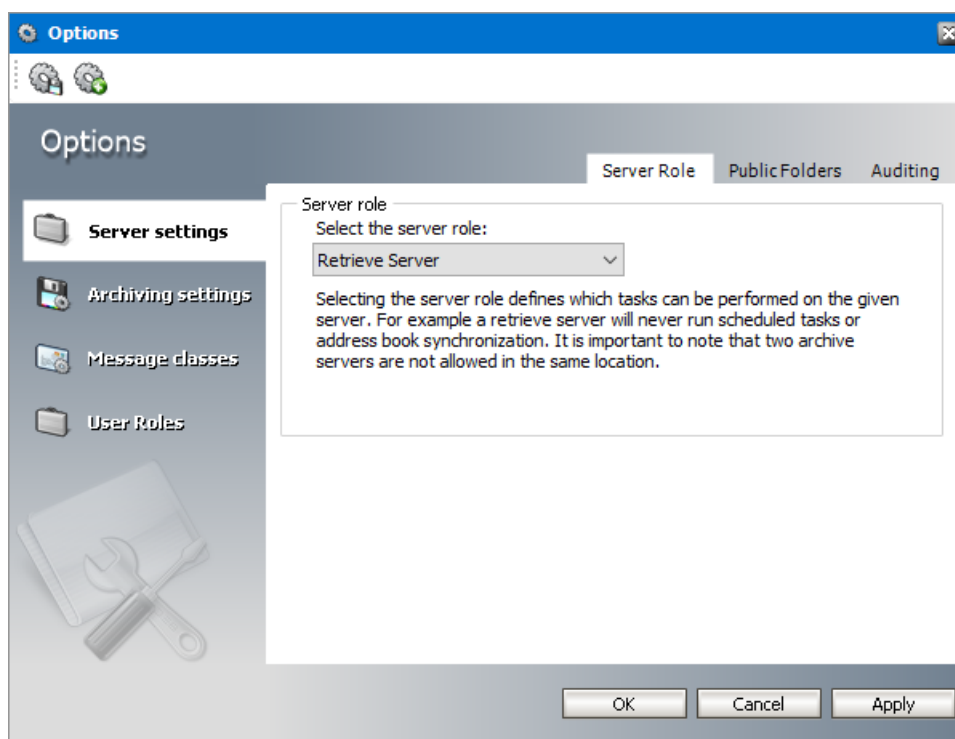 Options
Options
Server Role
Public Folders
Auditing
Server settings
Archiving settings
Message classes
User Roles
Server role
Select the server role:
Retrieve Server
Selecting the server role defines which tasks can be performed on the given
server. For example a retrieve server will never run scheduled tasks or
address book synchronization. It is important to note that two archive
servers are not allowed in the same location.
OK
Cancel
Apply